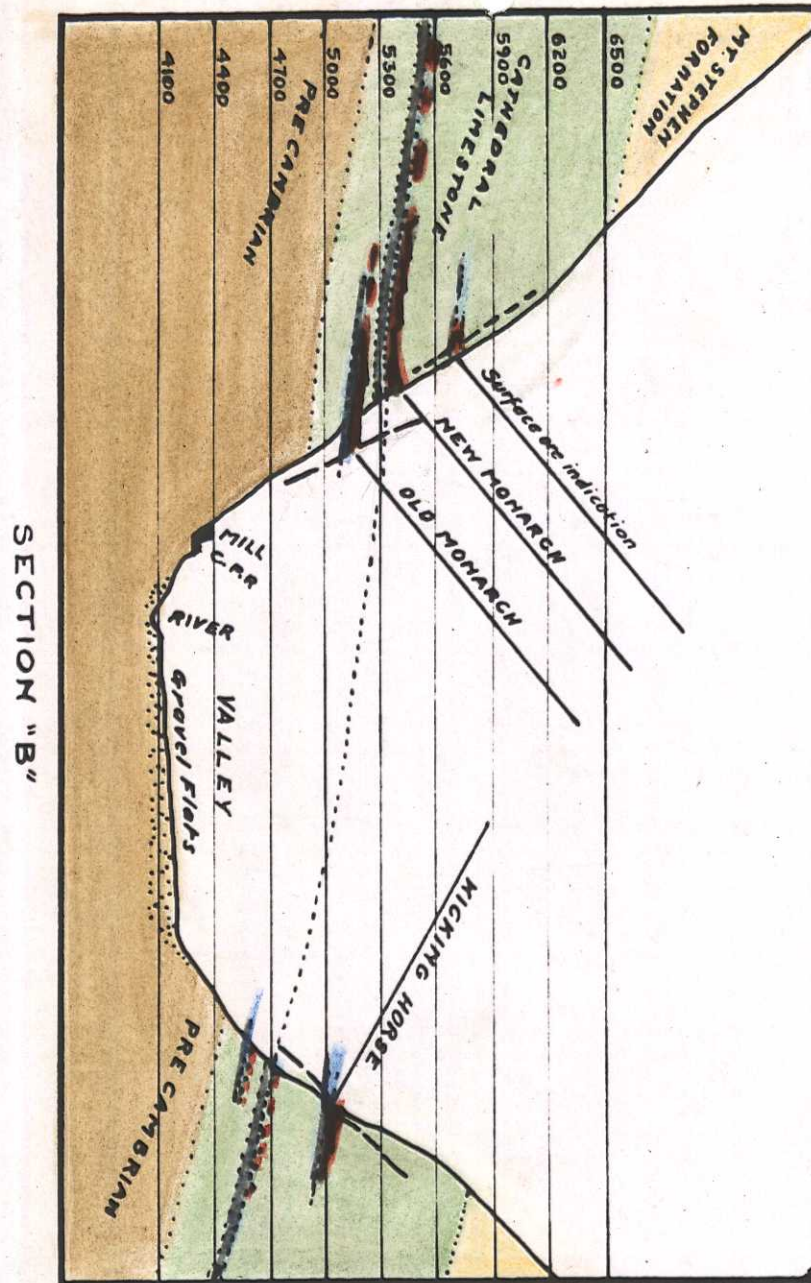 MT. STEPHEN
FORMATION
6500
6200
5900
5600
5300
5000
4700
4400
4100
CATHEDRAL
LIMESTONE
PRE CAMBRIAN
Surface ore indication
NEW MONARCH
OLD MONARCH
MILL
C.P.R
RIVER
VALLEY
Gravel Flats
KICKING HORSE
PRE CAMBRIAN
SECTION "B"